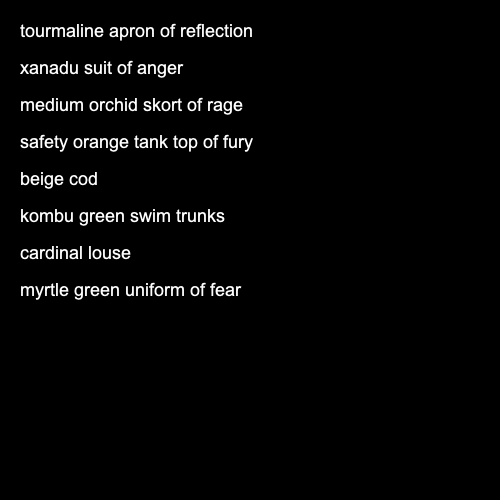 tourmaline apron of reflection
xanadu suit of anger
medium orchid skort of rage
safety orange tank top of fury
beige cod
kombu green swim trunks
cardinal louse
myrtle green uniform of fear